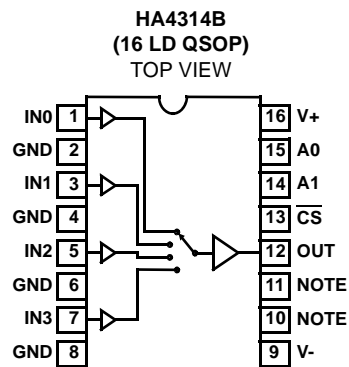 HA4314B
(16 LD QSOP)
TOP VIEW
IN0 1 16 V+
GND 2 15 A0
IN1 3 14 A1
GND 4 13 CS
IN2 5 12 OUT
GND 6 11 NOTE
IN3 7 10 NOTE
GND 8 9 V-